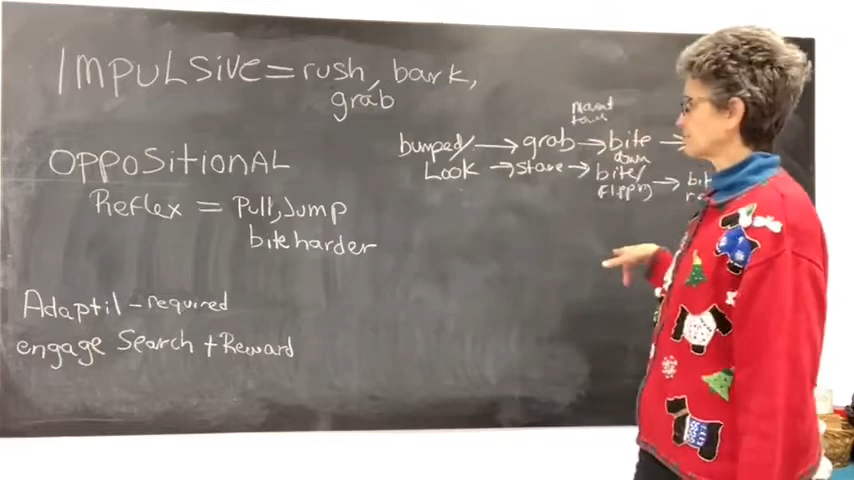 IMPULSIVE = rush, bark,
grab
OPPOSITIONAL
Reflex = Pull, Jump
bite harder
Adaptil - required
engage Search + Reward
bumped/ → grab → bite →
down
Look → stare → bite/ →